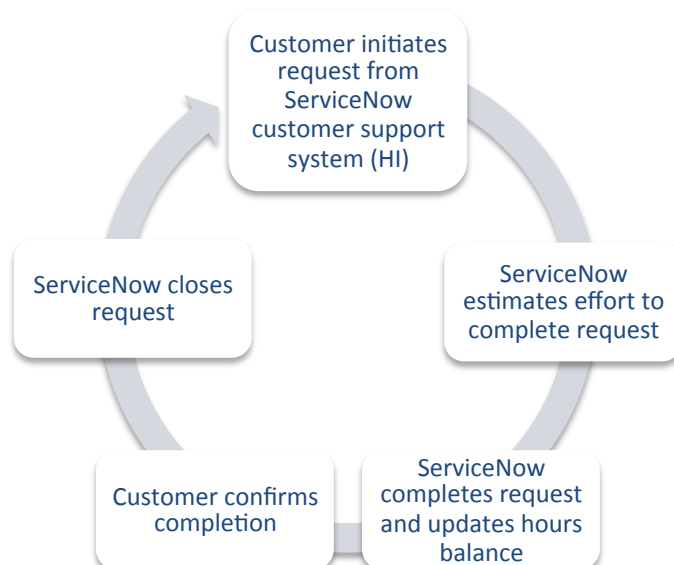 Customer initiates
request from
ServiceNow
customer support
system (HI)
ServiceNow
estimates effort to
complete request
ServiceNow
completes request
and updates hours
balance
Customer confirms
completion
ServiceNow closes
request